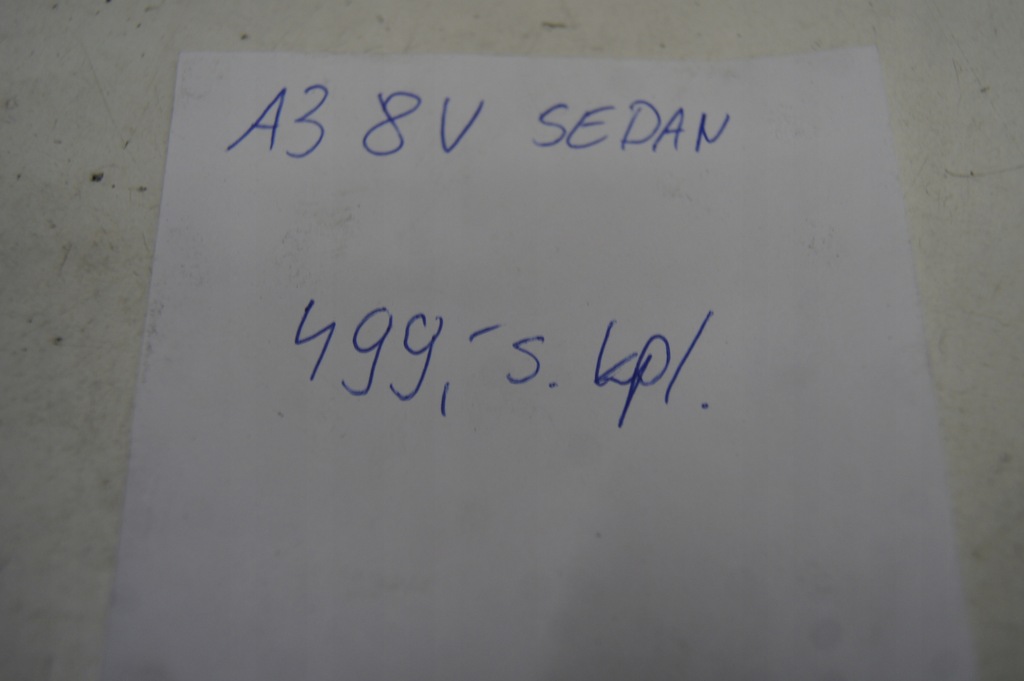 A3 8V SEDAN
499,- s. kpl.